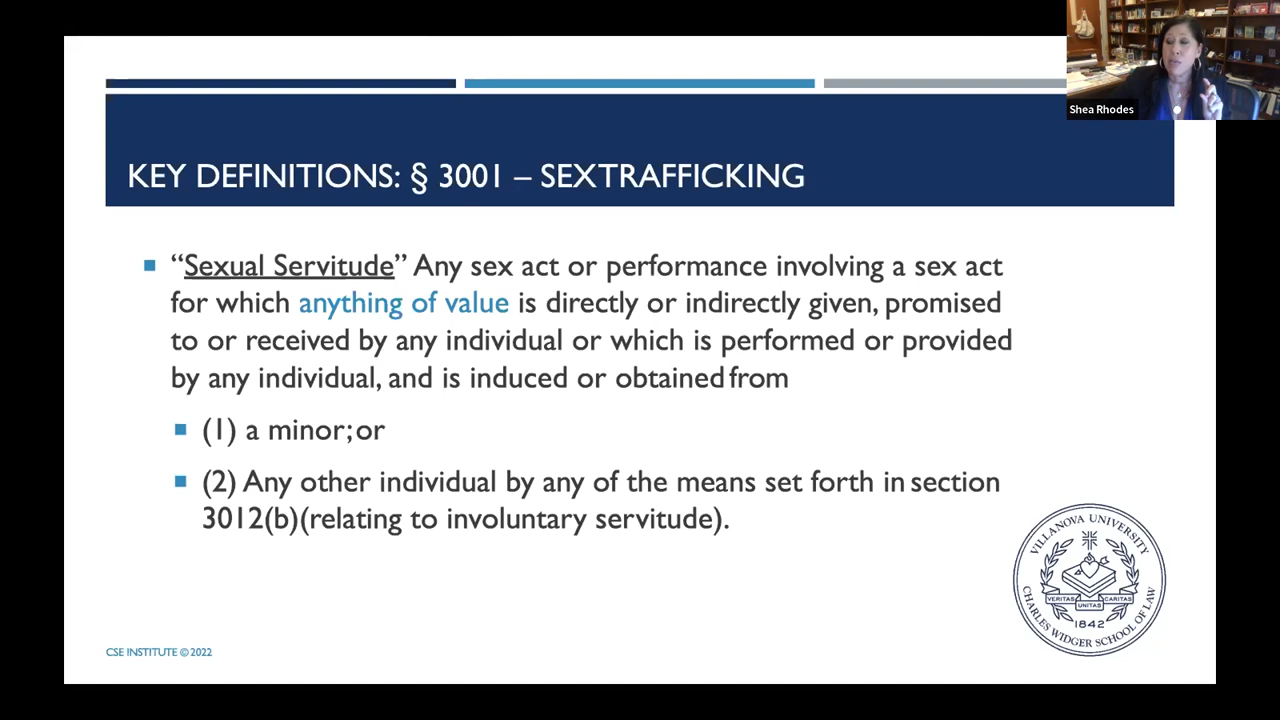 Shea Rhodes
KEY DEFINITIONS: § 3001 – SEXTRAFFICKING
“Sexual Servitude” Any sex act or performance involving a sex act
for which anything of value is directly or indirectly given, promised
to or received by any individual or which is performed or provided
by any individual, and is induced or obtained from
(1) a minor; or
(2) Any other individual by any of the means set forth in section
3012(b)(relating to involuntary servitude).
VILLANOVA UNIVERSITY
VERITAS UNITAS CARITAS
1842
CHARLES WIDGER SCHOOL OF LAW
CSE INSTITUTE © 2022